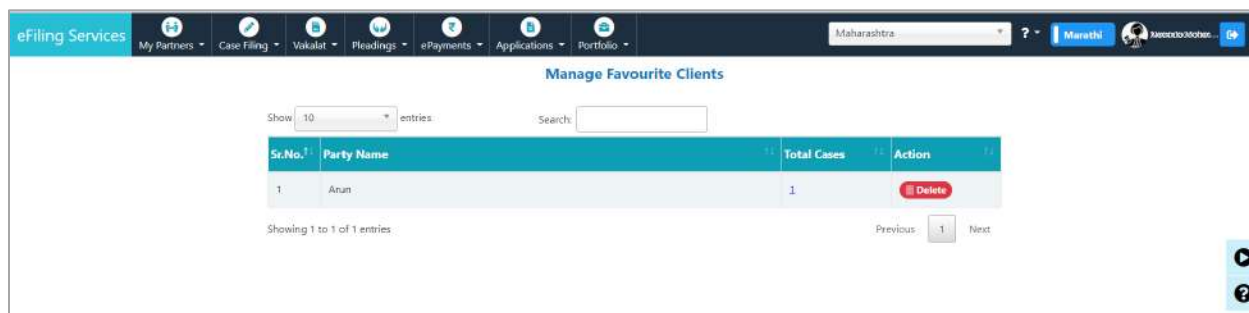 eFiling Services
My Partners Case Filing Vakalat Pleadings ePayments Applications Portfolio
Maharashtra ? Marathi
Manage Favourite Clients
Show 10 entries Search:
Sr.No. Party Name Total Cases Action
1 Arun 1 Delete
Showing 1 to 1 of 1 entries Previous 1 Next